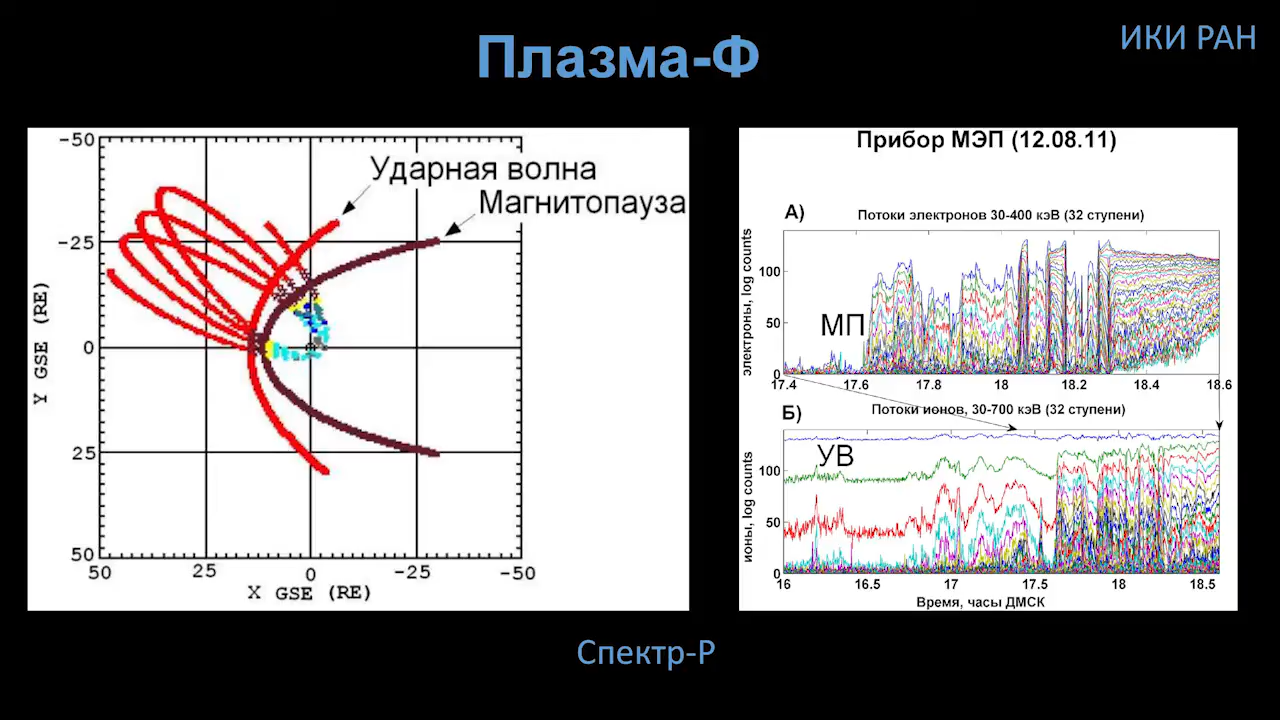 ИКИ РАН
Плазма-Ф
Ударная волна
Магнитопауза
-50
-25
0
25
50
Y GSE (RE)
50
25
0
-25
-50
X GSE (RE)
Прибор МЭП (12.08.11)
А)
Потоки электронов 30-400 кэВ (32 ступени)
электроны, log counts
100
50
0
МП
17.4
17.6
17.8
18
18.2
18.4
18.6
Б)
Потоки ионов, 30-700 кэВ (32 ступени)
ионы, log counts
100
50
0
УВ
16
16.5
17
17.5
18
18.5
Время, часы ДМСК
Спектр-Р